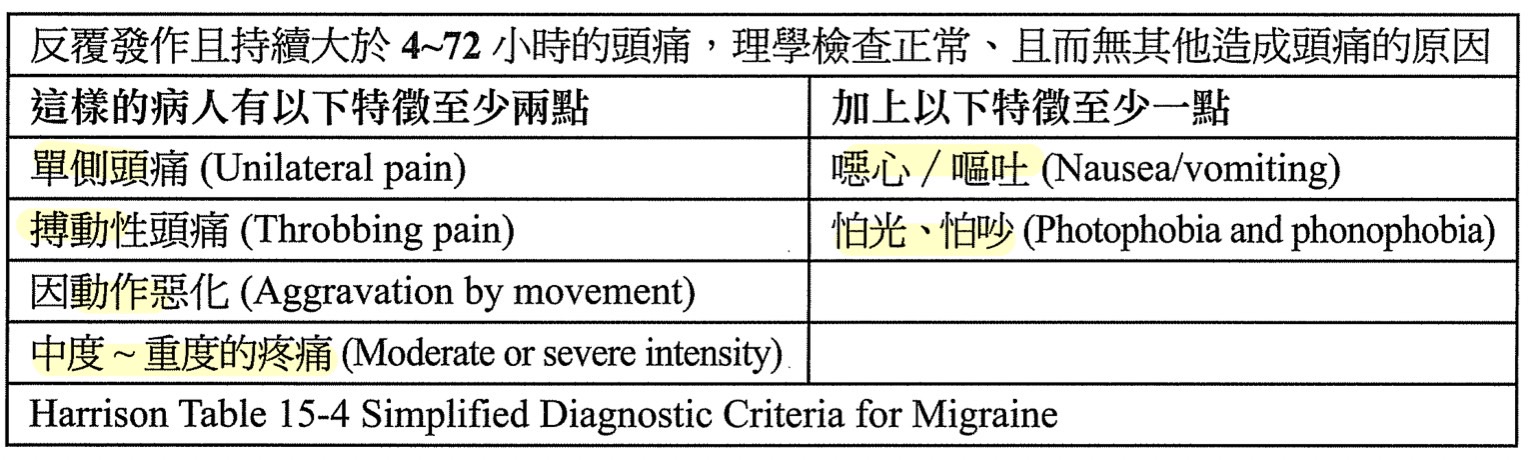 反覆發作且持續大於 4~72 小時的頭痛，理學檢查正常、且而無其他造成頭痛的原因
這樣的病人有以下特徵至少兩點
加上以下特徵至少一點
單側頭痛 (Unilateral pain)
噁心／嘔吐 (Nausea/vomiting)
搏動性頭痛 (Throbbing pain)
怕光、怕吵 (Photophobia and phonophobia)
因動作惡化 (Aggravation by movement)
中度 ~ 重度的疼痛 (Moderate or severe intensity)
Harrison Table 15-4 Simplified Diagnostic Criteria for Migraine